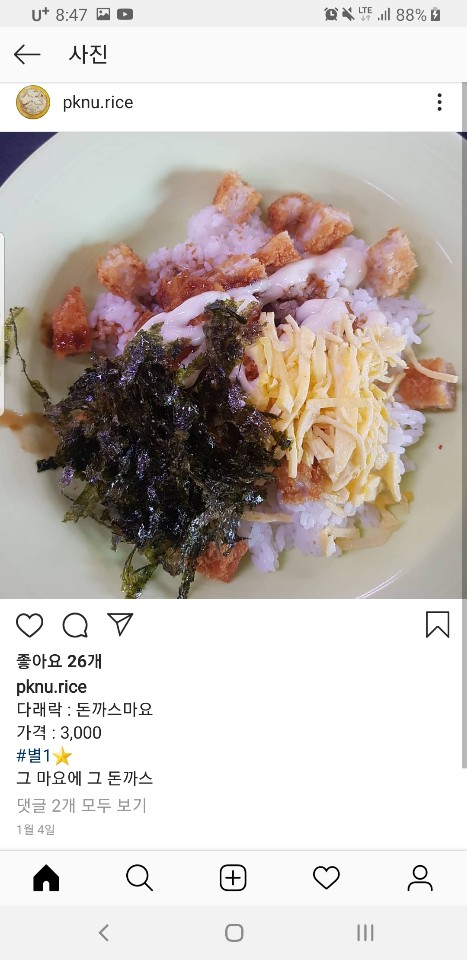 U+ 8:47 LTE 88%
사진
pknu.rice
좋아요 26개
pknu.rice
다래락 : 돈까스마요
가격 : 3,000
#별1⭐
그 마요에 그 돈까스
댓글 2개 모두 보기
1월 4일